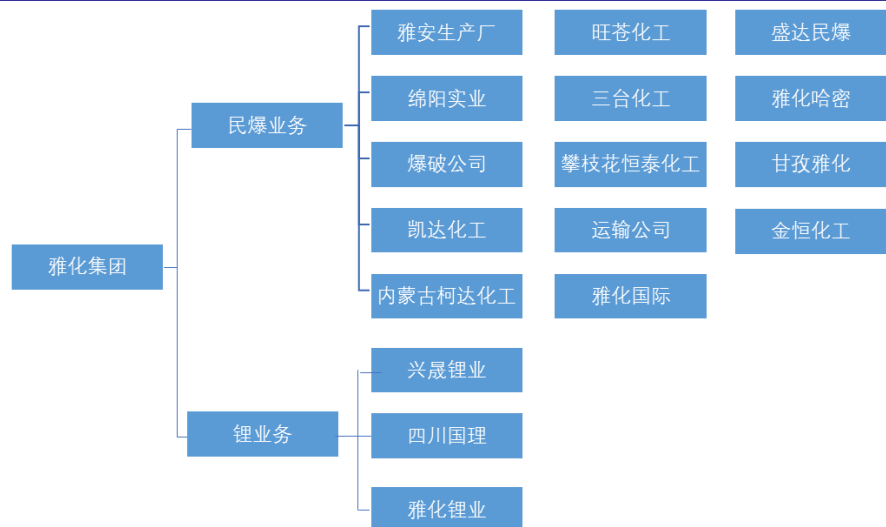 雅安生产厂
旺苍化工
盛达民爆
绵阳实业
三台化工
雅化哈密
民爆业务
爆破公司
攀枝花恒泰化工
甘孜雅化
凯达化工
运输公司
金恒化工
雅化集团
内蒙古柯达化工
雅化国际
兴晟锂业
锂业务
四川国理
雅化锂业